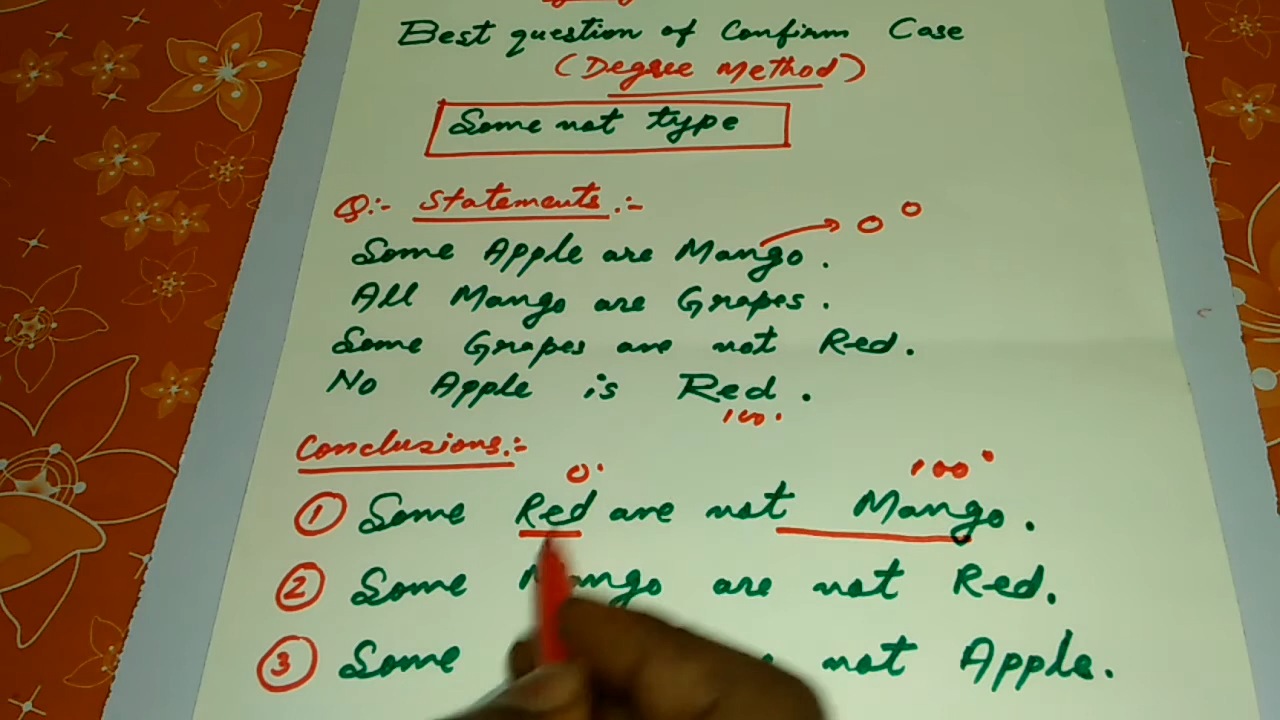 Best question of Confirm Case
(Degree Method)
Some not type
Q:- Statements:-
Some Apple are Mango. → 0°
All Mango are Grapes.
Some Grapes are not Red.
No Apple is Red.
100°
Conclusions:-
0° 100°
① Some Red are not Mango.
② Some Mango are not Red.
③ Some not Apple.